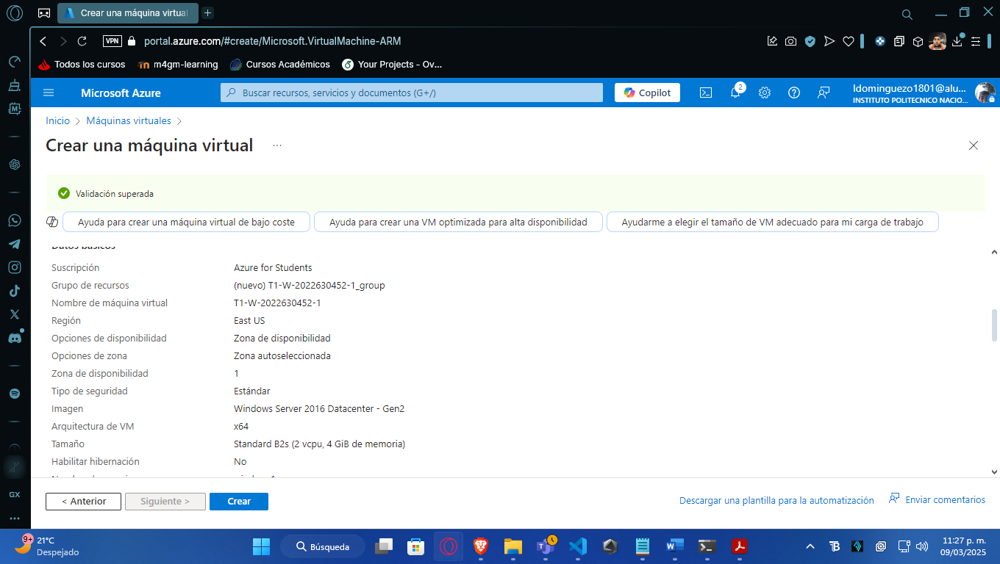 Crear una máquina virtual
VPN
portal.azure.com/#create/Microsoft.VirtualMachine-ARM
Todos los cursos
m4gm-learning
Cursos Académicos
Your Projects - Ov...
Microsoft Azure
Buscar recursos, servicios y documentos (G+/)
Copilot
2
ldominguezo1801@alu...
INSTITUTO POLITECNICO NACIO...
Inicio
Máquinas virtuales
Crear una máquina virtual
Validación superada
Ayuda para crear una máquina virtual de bajo coste
Ayuda para crear una VM optimizada para alta disponibilidad
Ayudarme a elegir el tamaño de VM adecuado para mi carga de trabajo
Datos básicos
Suscripción Azure for Students
Grupo de recursos (nuevo) T1-W-2022630452-1_group
Nombre de máquina virtual T1-W-2022630452-1
Región East US
Opciones de disponibilidad Zona de disponibilidad
Opciones de zona Zona autoseleccionada
Zona de disponibilidad 1
Tipo de seguridad Estándar
Imagen Windows Server 2016 Datacenter - Gen2
Arquitectura de VM x64
Tamaño Standard B2s (2 vcpu, 4 GiB de memoria)
Habilitar hibernación No
< Anterior
Siguiente >
Crear
Descargar una plantilla para la automatización
Enviar comentarios
GX
9+
21°C
Despejado
Búsqueda
11:27 p. m.
09/03/2025